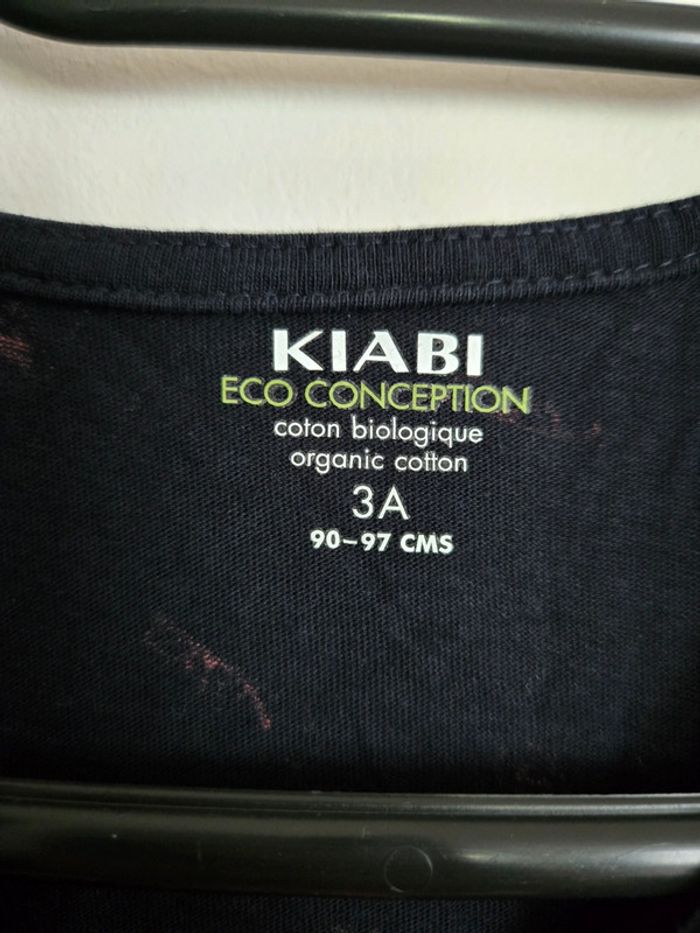 KIABI
ECO CONCEPTION
coton biologique
organic cotton
3A
90–97 CMS